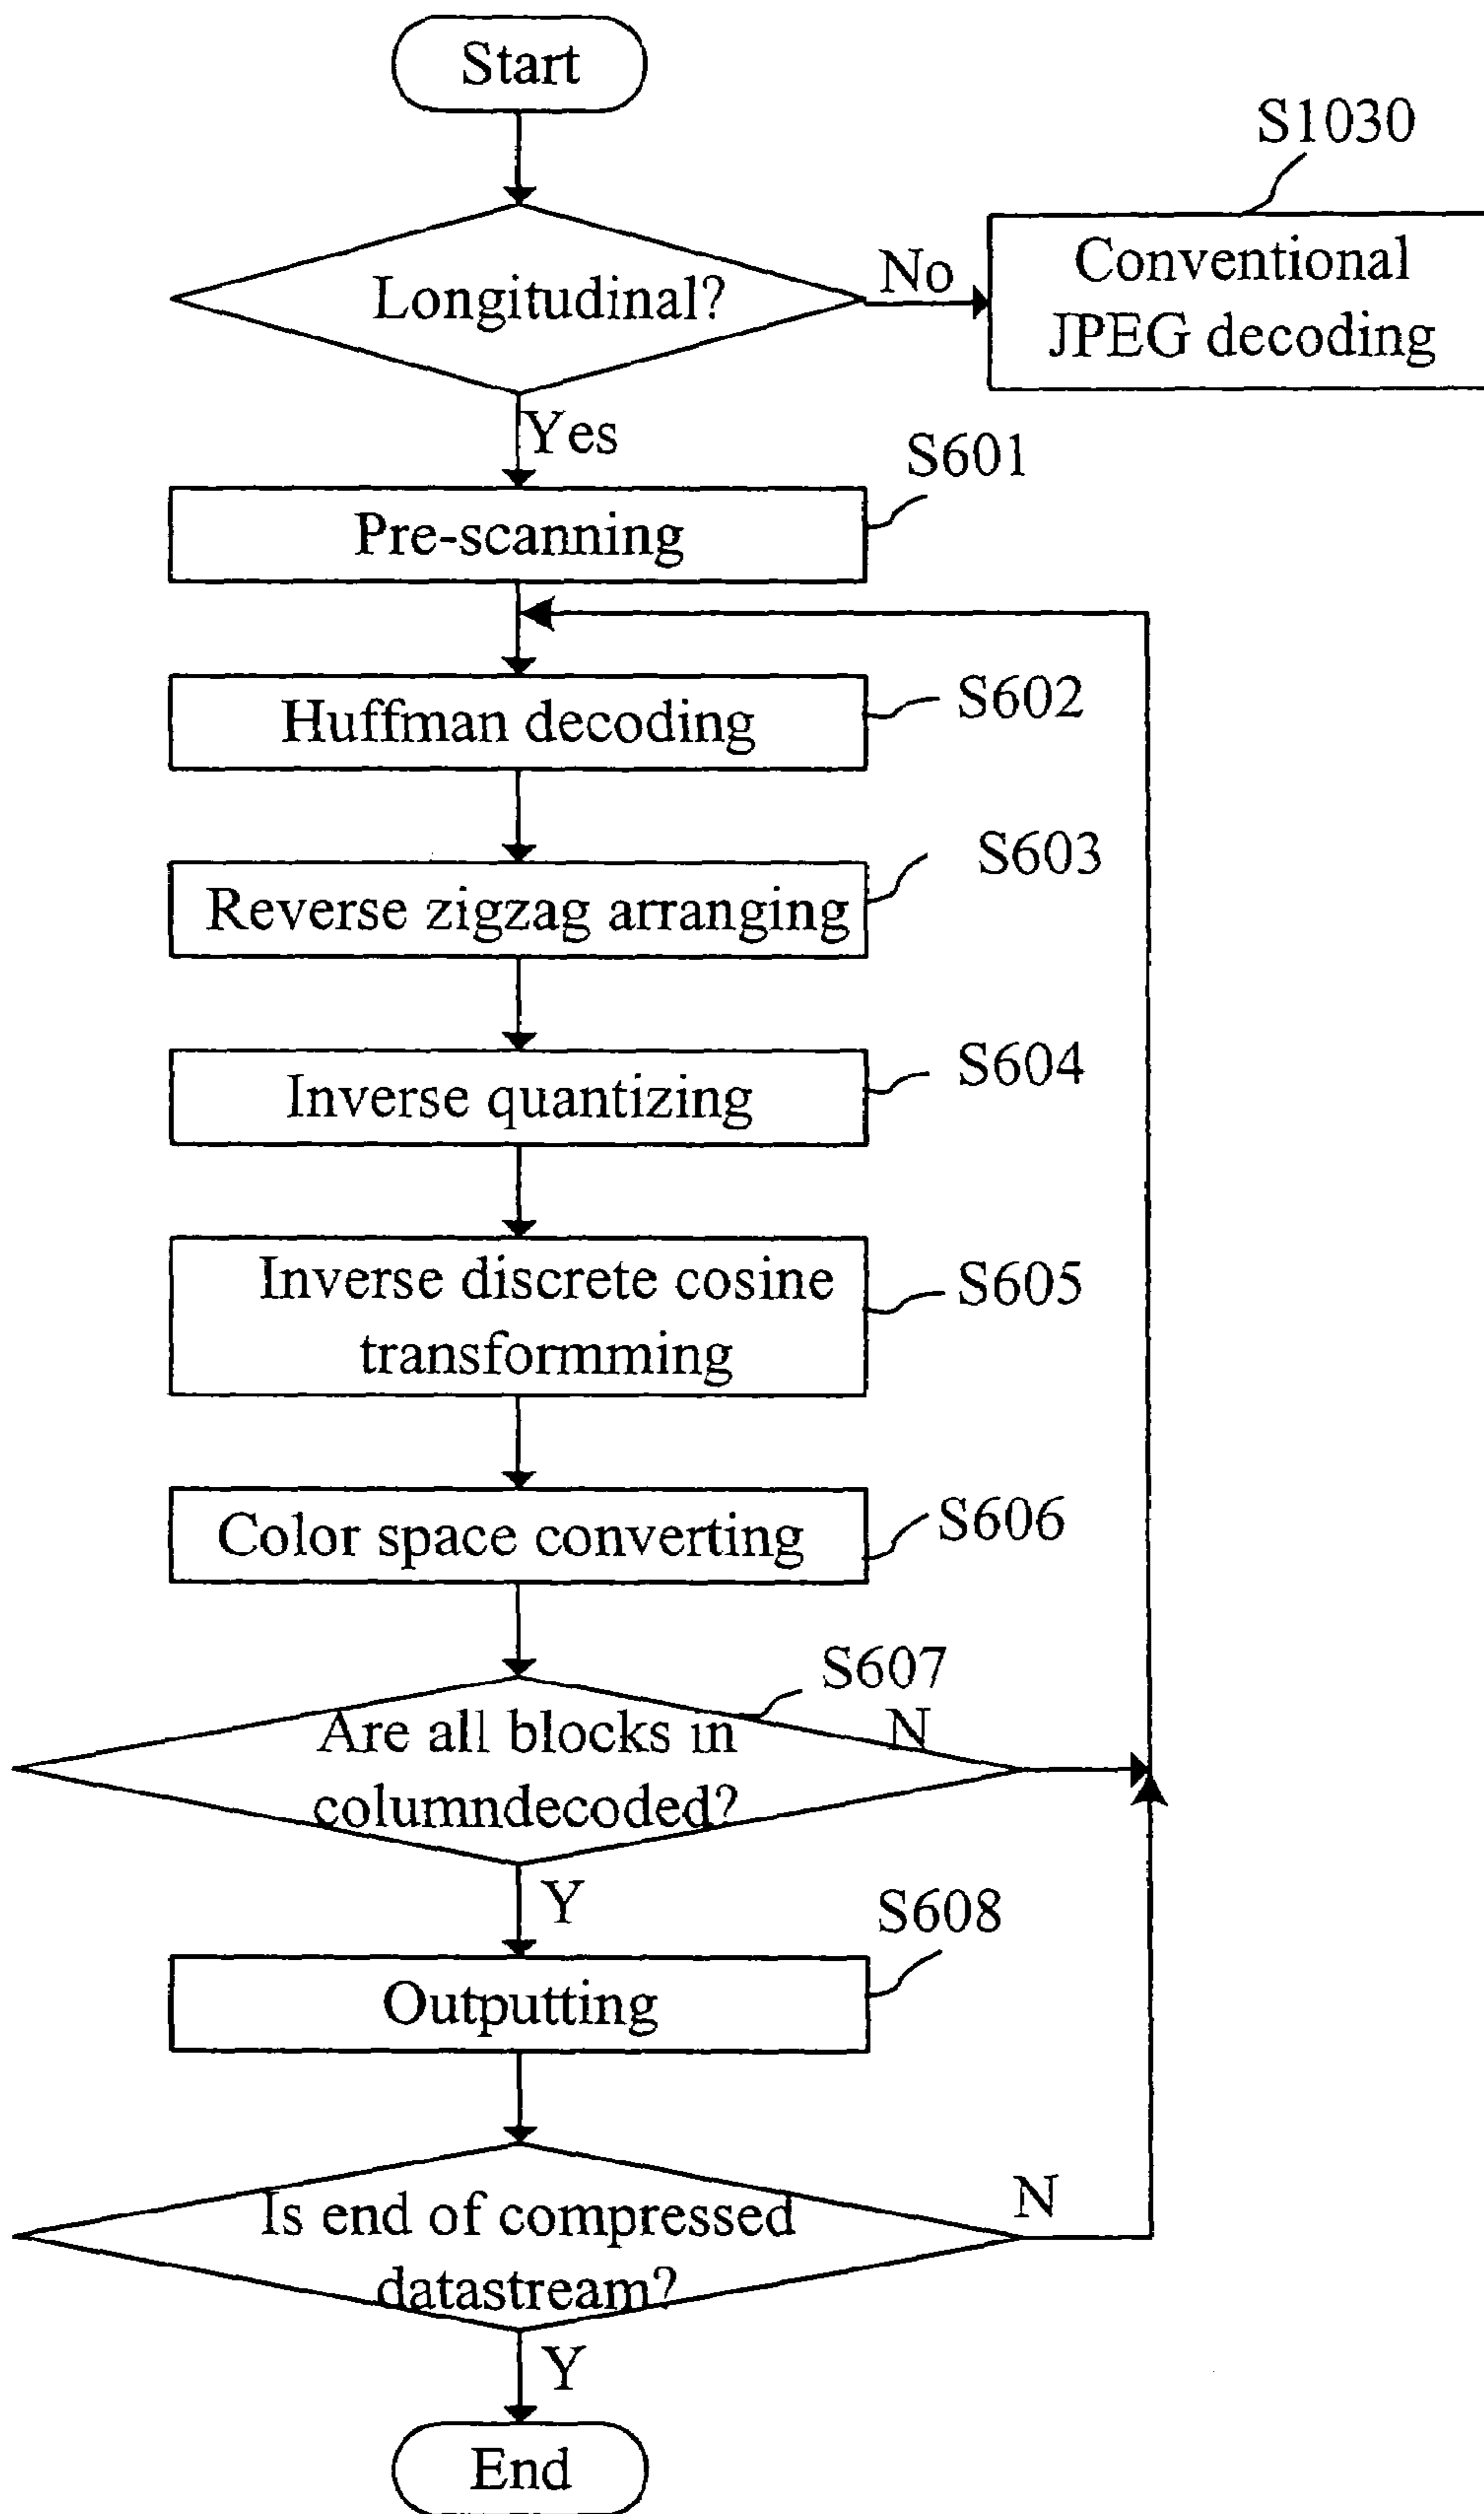 Start
S1030
Longitudinal?
No
Conventional
JPEG decoding
Yes
S601
Pre-scanning
Huffman decoding
S602
Reverse zigzag arranging
S603
Inverse quantizing
S604
Inverse discrete cosine
transformming
S605
Color space converting
S606
S607
Are all blocks in
columndecoded?
N
Y
S608
Outputting
Is end of compressed
datastream?
N
Y
End